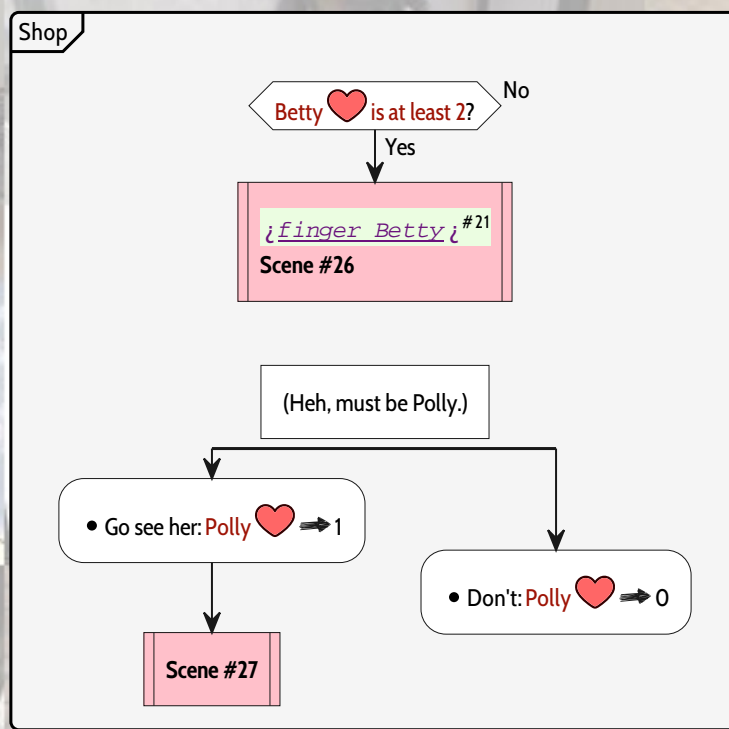 Shop
Betty is at least 2?
No
Yes
¿finger Betty¿ #21
Scene #26
(Heh, must be Polly.)
• Go see her: Polly 1
• Don't: Polly 0
Scene #27